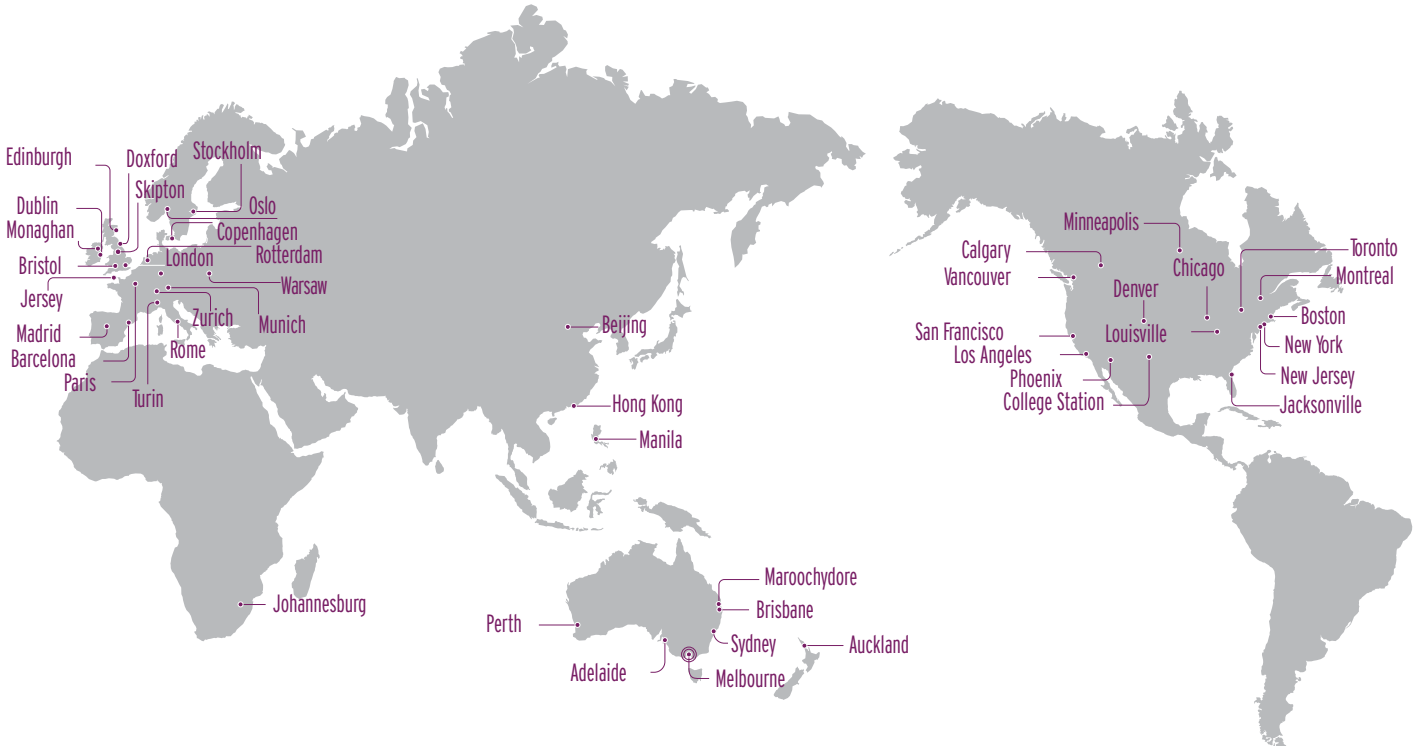 Edinburgh
Doxford
Stockholm
Skipton
Dublin
Oslo
Monaghan
Copenhagen
Rotterdam
London
Bristol
Warsaw
Jersey
Zurich
Munich
Madrid
Rome
Barcelona
Paris
Turin
Beijing
Hong Kong
Manila
Johannesburg
Maroochydore
Brisbane
Perth
Sydney
Auckland
Adelaide
Melbourne
Minneapolis
Calgary
Toronto
Vancouver
Chicago
Montreal
Denver
San Francisco
Louisville
Boston
Los Angeles
New York
Phoenix
New Jersey
College Station
Jacksonville